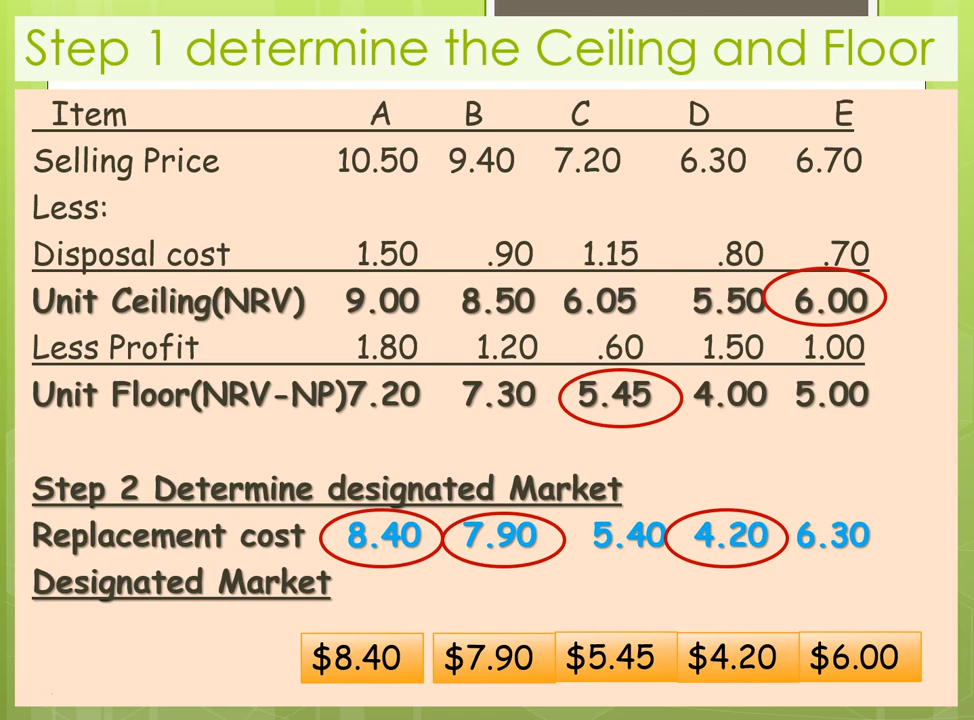 Step 1 determine the Ceiling and Floor
Item A B C D E
Selling Price 10.50 9.40 7.20 6.30 6.70
Less:
Disposal cost 1.50 .90 1.15 .80 .70
Unit Ceiling(NRV) 9.00 8.50 6.05 5.50 6.00
Less Profit 1.80 1.20 .60 1.50 1.00
Unit Floor(NRV-NP)7.20 7.30 5.45 4.00 5.00
Step 2 Determine designated Market
Replacement cost 8.40 7.90 5.40 4.20 6.30
Designated Market
$8.40 $7.90 $5.45 $4.20 $6.00